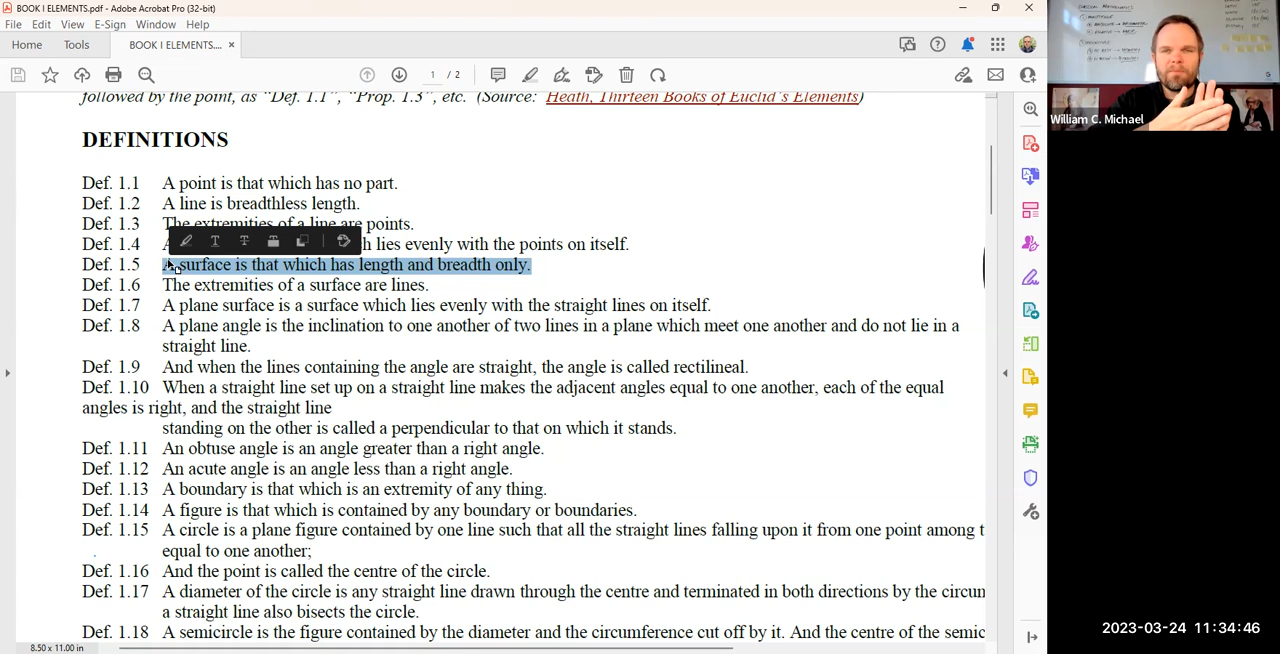 BOOK I ELEMENTS.pdf - Adobe Acrobat Pro (32-bit)
File Edit View E-Sign Window Help
Home Tools BOOK I ELEMENTS.... ×
1 / 2
followed by the point, as “Def. 1.1”, “Prop. 1.3”, etc. (Source: Heath, Thirteen Books of Euclid's Elements)
DEFINITIONS
Def. 1.1 A point is that which has no part.
Def. 1.2 A line is breadthless length.
Def. 1.3 The extremities of a line are points.
Def. 1.4 h lies evenly with the points on itself.
Def. 1.5 A surface is that which has length and breadth only.
Def. 1.6 The extremities of a surface are lines.
Def. 1.7 A plane surface is a surface which lies evenly with the straight lines on itself.
Def. 1.8 A plane angle is the inclination to one another of two lines in a plane which meet one another and do not lie in a
straight line.
Def. 1.9 And when the lines containing the angle are straight, the angle is called rectilineal.
Def. 1.10 When a straight line set up on a straight line makes the adjacent angles equal to one another, each of the equal
angles is right, and the straight line
standing on the other is called a perpendicular to that on which it stands.
Def. 1.11 An obtuse angle is an angle greater than a right angle.
Def. 1.12 An acute angle is an angle less than a right angle.
Def. 1.13 A boundary is that which is an extremity of any thing.
Def. 1.14 A figure is that which is contained by any boundary or boundaries.
Def. 1.15 A circle is a plane figure contained by one line such that all the straight lines falling upon it from one point among t
equal to one another;
Def. 1.16 And the point is called the centre of the circle.
Def. 1.17 A diameter of the circle is any straight line drawn through the centre and terminated in both directions by the circum
a straight line also bisects the circle.
Def. 1.18 A semicircle is the figure contained by the diameter and the circumference cut off by it. And the centre of the semic
8.50 x 11.00 in
William C. Michael
2023-03-24 11:34:46